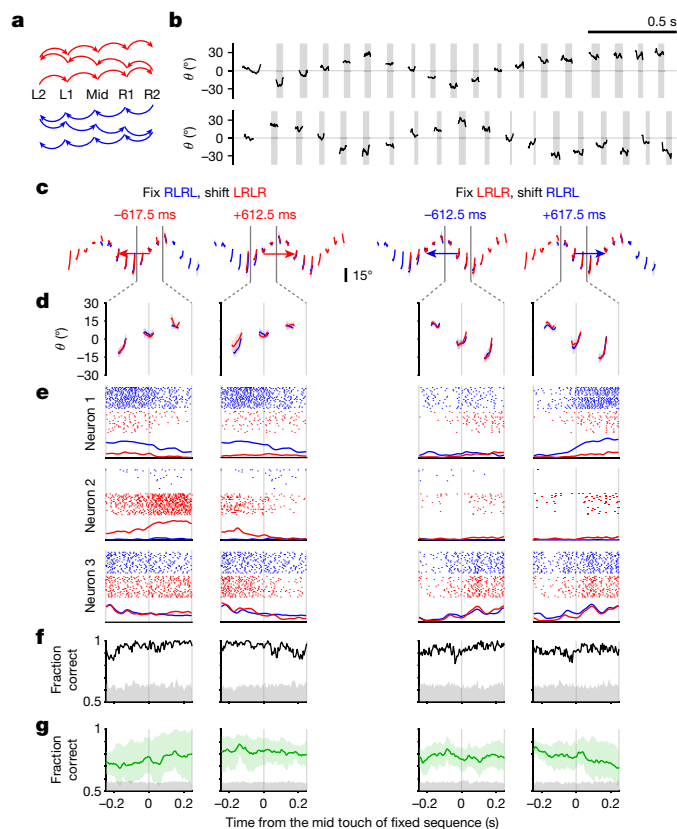 a
b
0.5 s
L2 L1 Mid R1 R2
θ (°)
30
0
−30
θ (°)
30
0
−30
c
Fix RLRL, shift LRLR
Fix LRLR, shift RLRL
−617.5 ms
+612.5 ms
−612.5 ms
+617.5 ms
15°
d
θ (°)
30
15
0
−15
−30
e
Neuron 1
Neuron 2
Neuron 3
f
Fraction
correct
1
0.5
g
Fraction
correct
1
0.5
−0.2 0 0.2
−0.2 0 0.2
−0.2 0 0.2
−0.2 0 0.2
Time from the mid touch of fixed sequence (s)